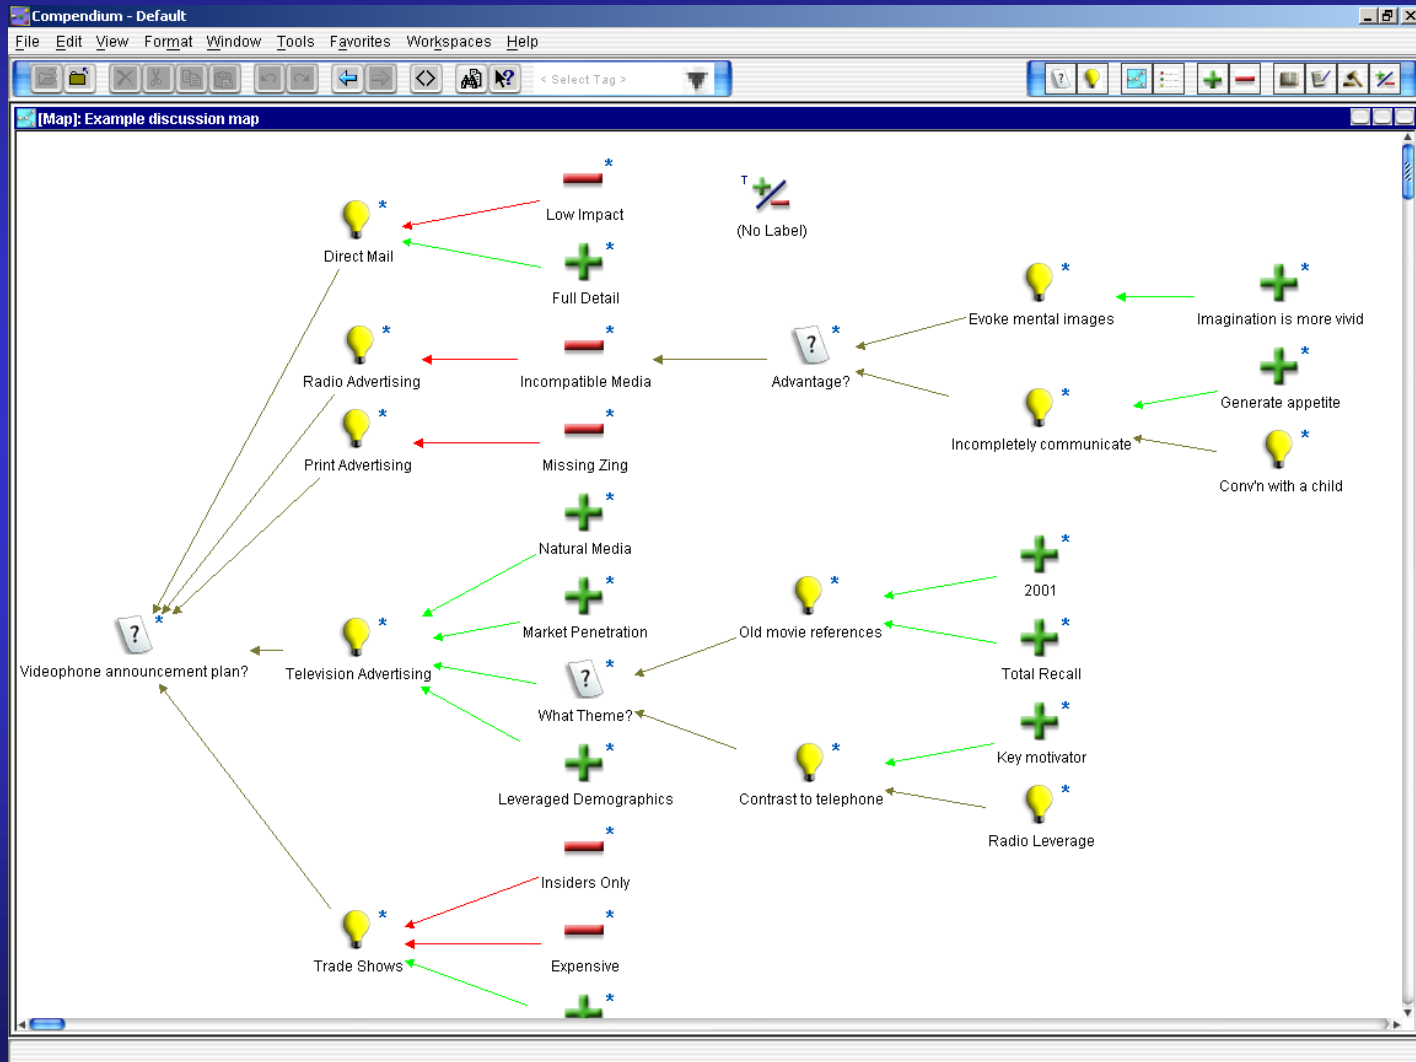 Compendium - Default
File Edit View Format Window Tools Favorites Workspaces Help
< Select Tag >
[Map]: Example discussion map
Low Impact
T
(No Label)
Direct Mail
Full Detail
Evoke mental images
Imagination is more vivid
Radio Advertising
Incompatible Media
Advantage?
Generate appetite
Incompletely communicate
Print Advertising
Missing Zing
Conv'n with a child
Natural Media
2001
Market Penetration
Old movie references
Videophone announcement plan?
Television Advertising
Total Recall
What Theme?
Key motivator
Leveraged Demographics
Contrast to telephone
Radio Leverage
Insiders Only
Trade Shows
Expensive